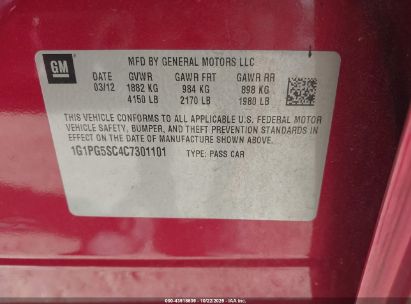 GM
MFD BY GENERAL MOTORS LLC
DATE GVWR GAWR FRT GAWR RR
03/12 1882 KG 984 KG 898 KG
4150 LB 2170 LB 1980 LB
THIS VEHICLE CONFORMS TO ALL APPLICABLE U.S. FEDERAL MOTOR
VEHICLE SAFETY, BUMPER, AND THEFT PREVENTION STANDARDS
IN EFFECT ON THE DATE OF MANUFACTURE SHOWN ABOVE.
1G1PG5SC4C7301101 TYPE: PASS CAR